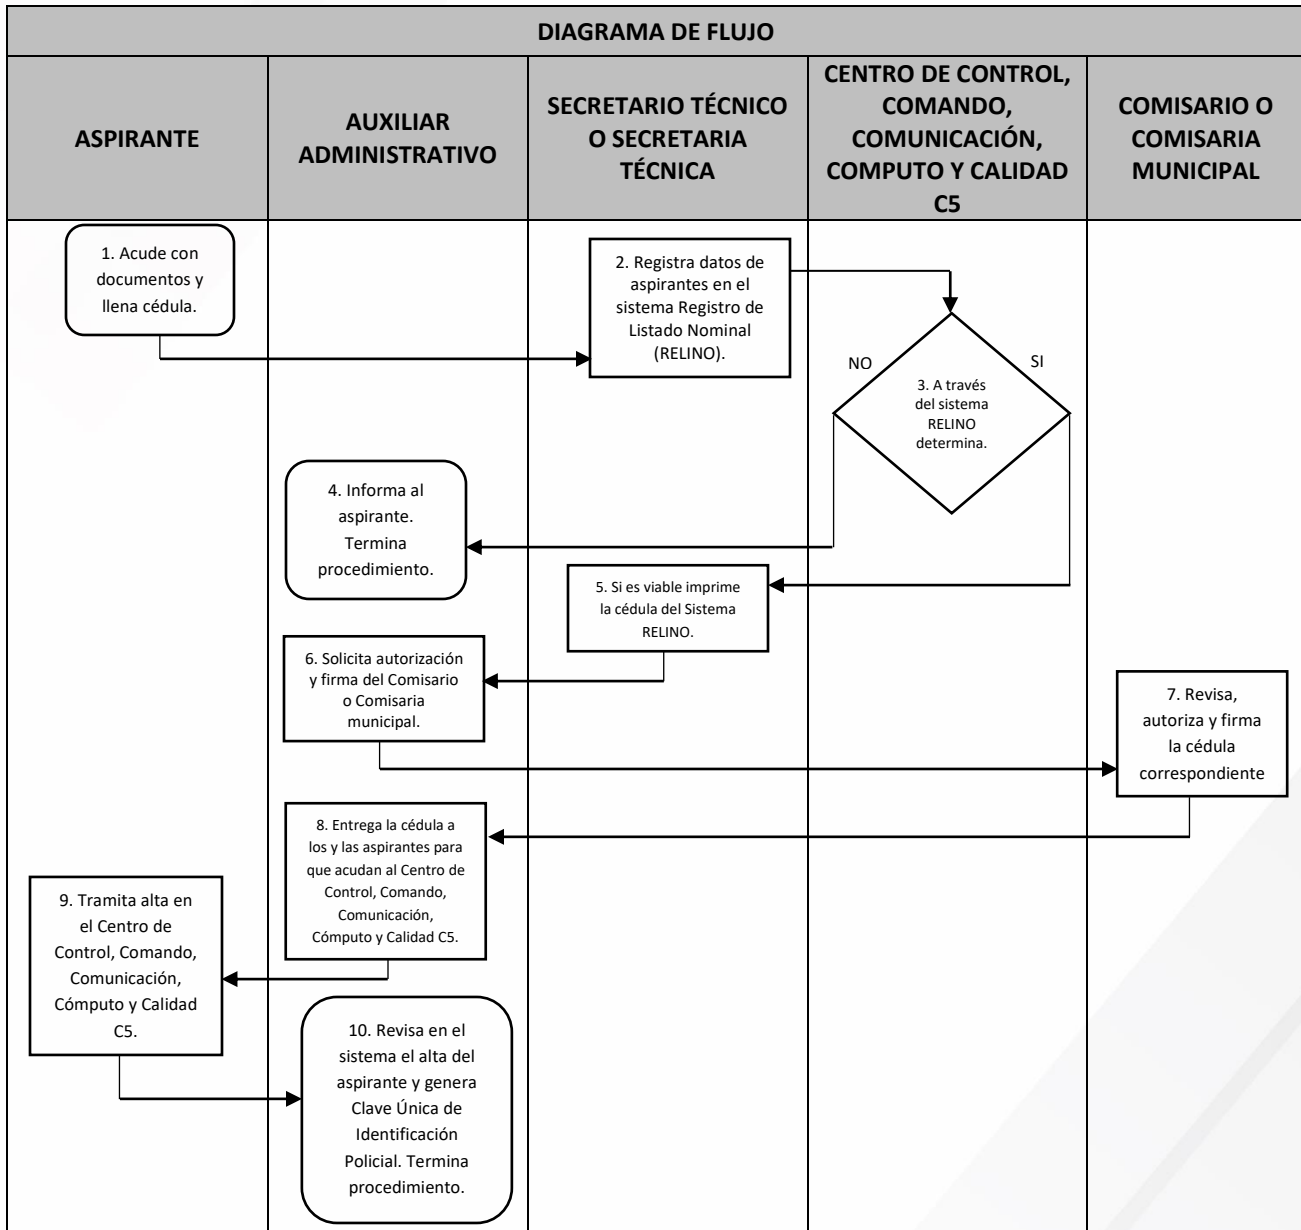 DIAGRAMA DE FLUJO
ASPIRANTE
AUXILIAR
ADMINISTRATIVO
SECRETARIO TÉCNICO
O SECRETARIA
TÉCNICA
CENTRO DE CONTROL,
COMANDO,
COMUNICACIÓN,
COMPUTO Y CALIDAD
C5
COMISARIO O
COMISARIA
MUNICIPAL
1. Acude con
documentos y
llena cédula.
2. Registra datos de
aspirantes en el
sistema Registro de
Listado Nominal
(RELINO).
NO
SI
3. A través
del sistema
RELINO
determina.
4. Informa al
aspirante.
Termina
procedimiento.
5. Si es viable imprime
la cédula del Sistema
RELINO.
6. Solicita autorización
y firma del Comisario
o Comisaria
municipal.
7. Revisa,
autoriza y firma
la cédula
correspondiente
8. Entrega la cédula a
los y las aspirantes para
que acudan al Centro de
Control, Comando,
Comunicación,
Cómputo y Calidad C5.
9. Tramita alta en
el Centro de
Control, Comando,
Comunicación,
Cómputo y Calidad
C5.
10. Revisa en el
sistema el alta del
aspirante y genera
Clave Única de
Identificación
Policial. Termina
procedimiento.